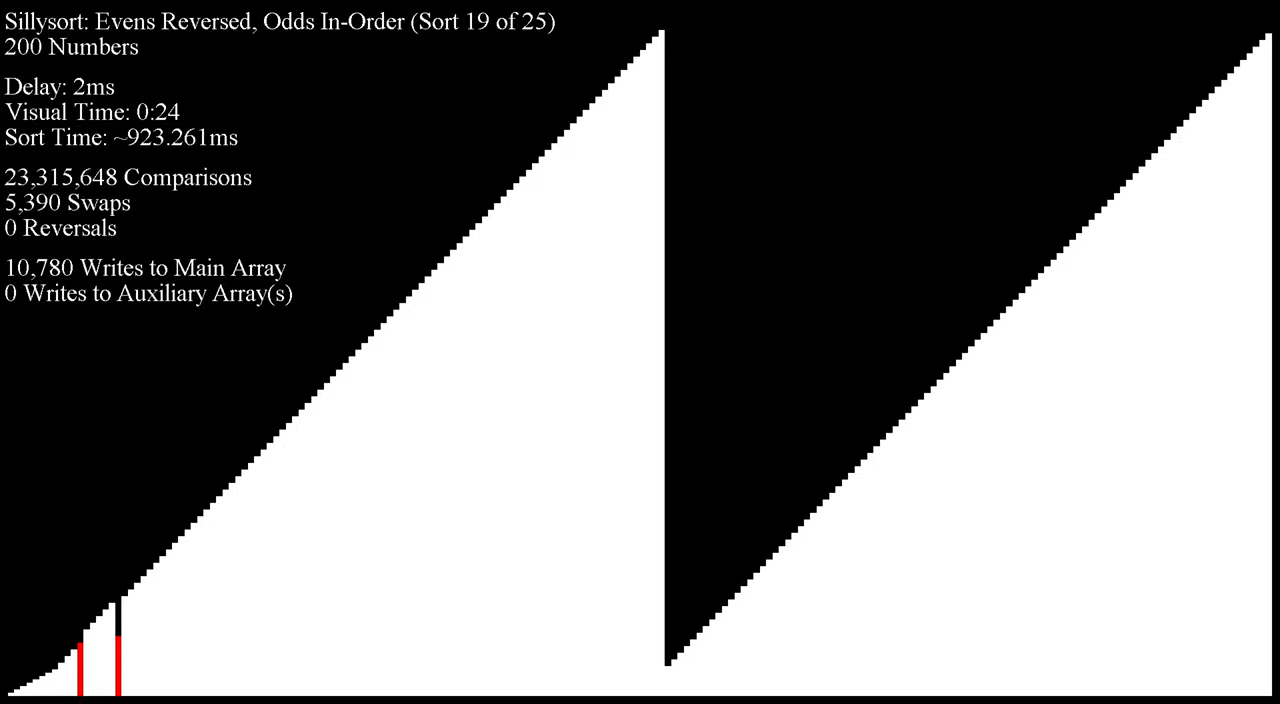 Sillysort: Evens Reversed, Odds In-Order (Sort 19 of 25)
200 Numbers
Delay: 2ms
Visual Time: 0:24
Sort Time: ~923.261ms
23,315,648 Comparisons
5,390 Swaps
0 Reversals
10,780 Writes to Main Array
0 Writes to Auxiliary Array(s)